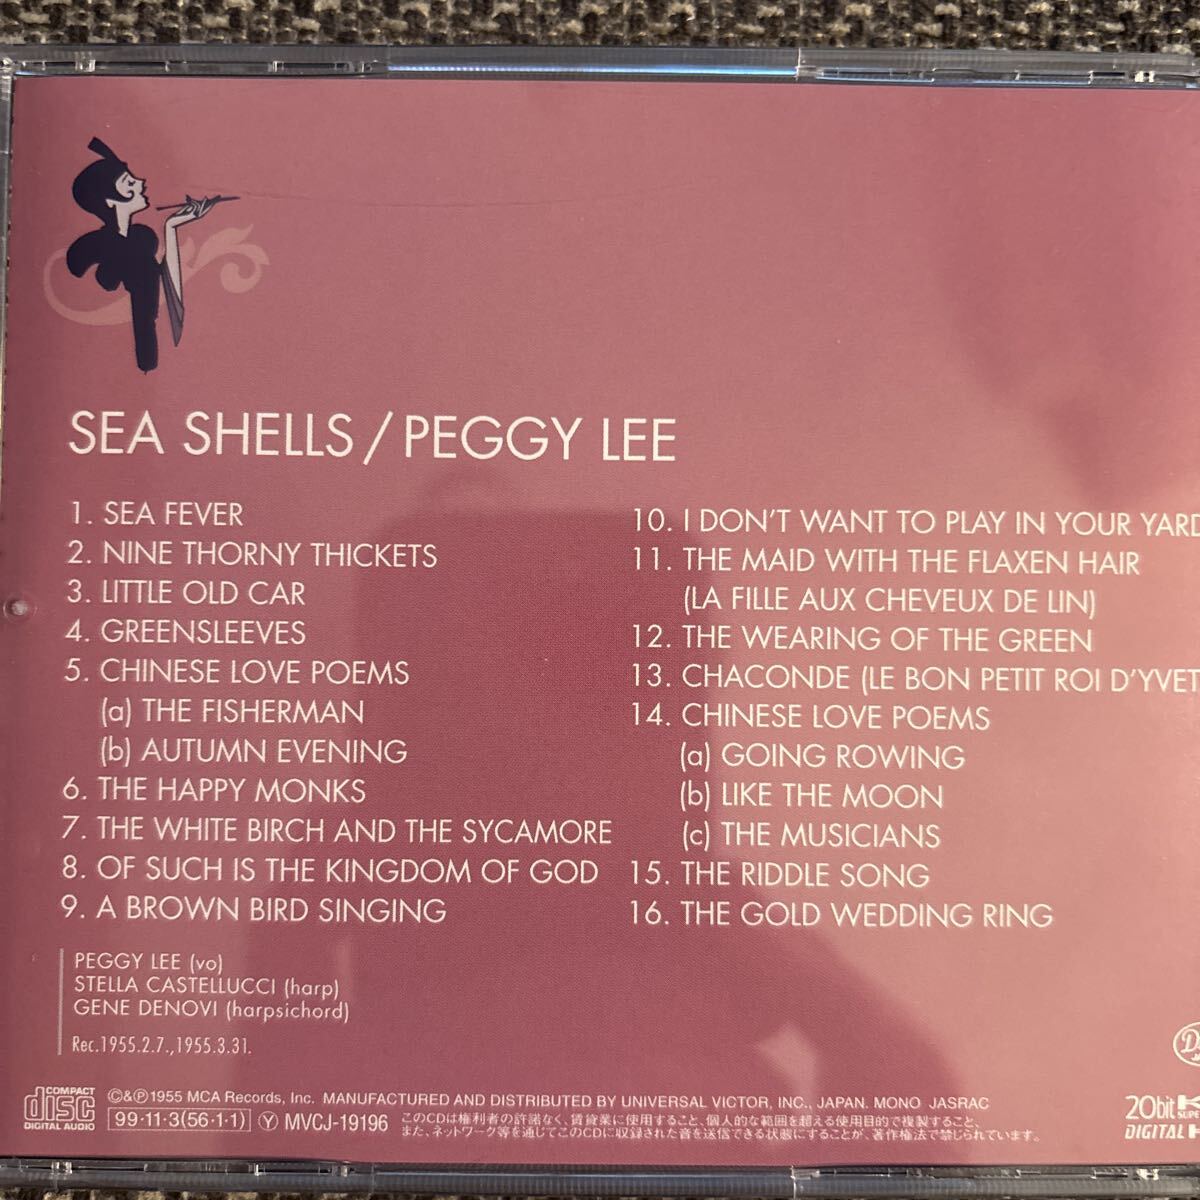 SEA SHELLS / PEGGY LEE
1. SEA FEVER
2. NINE THORNY THICKETS
3. LITTLE OLD CAR
4. GREENSLEEVES
5. CHINESE LOVE POEMS
(a) THE FISHERMAN
(b) AUTUMN EVENING
6. THE HAPPY MONKS
7. THE WHITE BIRCH AND THE SYCAMORE
8. OF SUCH IS THE KINGDOM OF GOD
9. A BROWN BIRD SINGING
10. I DON'T WANT TO PLAY IN YOUR YARD
11. THE MAID WITH THE FLAXEN HAIR
(LA FILLE AUX CHEVEUX DE LIN)
12. THE WEARING OF THE GREEN
13. CHACONDE (LE BON PETIT ROI D'YVET
14. CHINESE LOVE POEMS
(a) GOING ROWING
(b) LIKE THE MOON
(c) THE MUSICIANS
15. THE RIDDLE SONG
16. THE GOLD WEDDING RING
PEGGY LEE (vo)
STELLA CASTELLUCCI (harp)
GENE DENOVI (harpsichord)
Rec.1955.2.7.,1955.3.31.
COMPACT
disc
DIGITAL AUDIO
©&Ⓟ1955 MCA Records, Inc. MANUFACTURED AND DISTRIBUTED BY UNIVERSAL VICTOR, INC., JAPAN. MONO JASRAC
99·11·3(56·1·1) Ⓨ MVCJ-19196
このCDは権利者の許諾なく、賃貸業に使用すること、個人的な範囲を超える使用目的で複製すること、
また、ネットワーク等を通じてこのCDに収録された音を送信できる状態にすることが、著作権法で禁じられています。
20bit K
DIGITAL